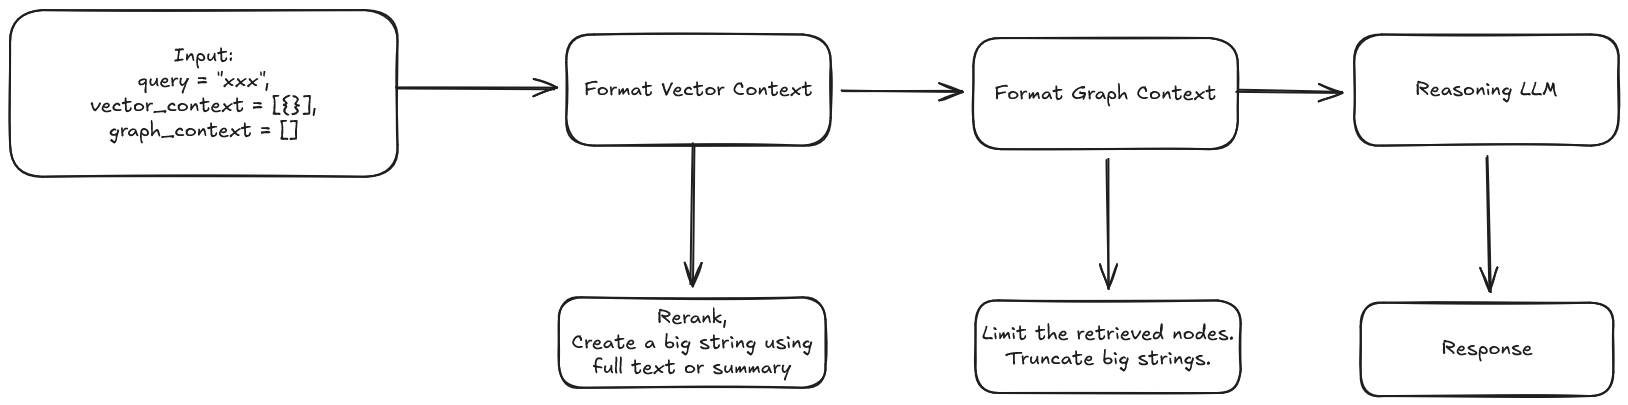 Input:
query = "xxx",
vector_context = [{}],
graph_context = []
Format Vector Context
Format Graph Context
Reasoning LLM
Rerank,
Create a big string using
full text or summary
Limit the retrieved nodes.
Truncate big strings.
Response